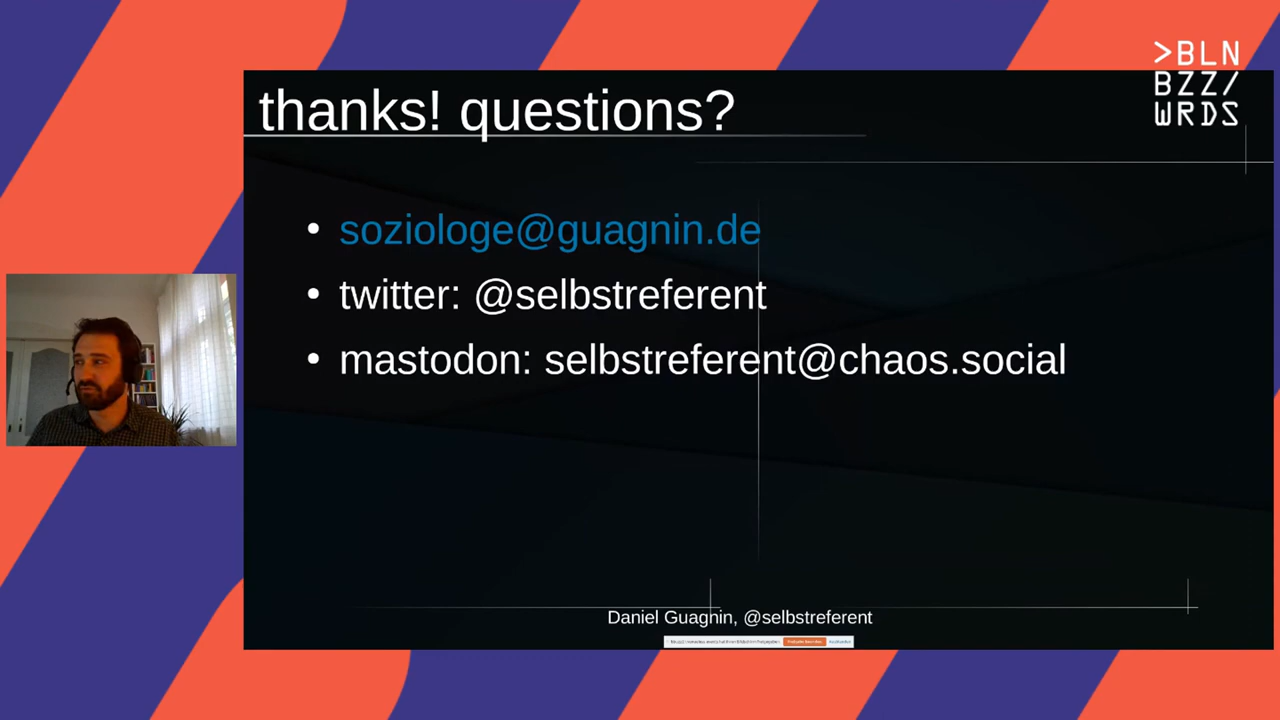 >BLN
BZZ/
WRDS
thanks! questions?
• soziologe@guagnin.de
• twitter: @selbstreferent
• mastodon: selbstreferent@chaos.social
Daniel Guagnin, @selbstreferent